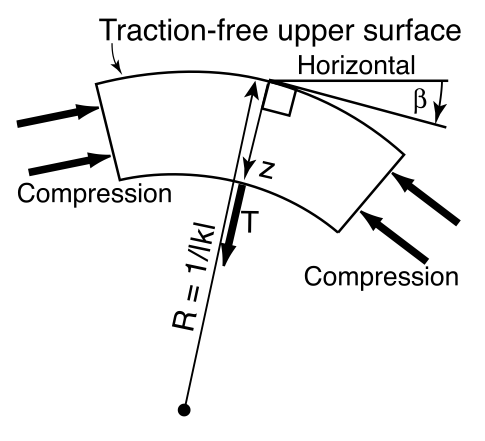 Traction-free upper surface
Horizontal
β
z
Compression
T
R = 1/|k|
Compression